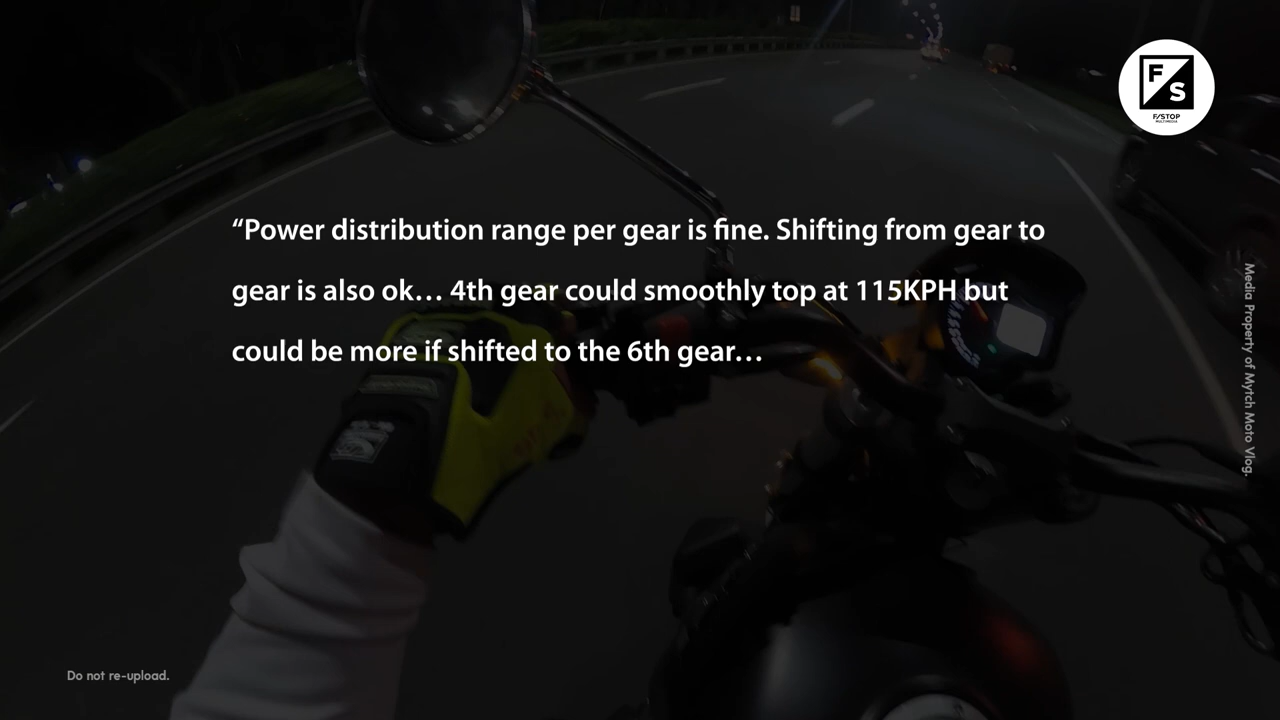 F
S
F/STOP
MULTIMEDIA
“Power distribution range per gear is fine. Shifting from gear to
gear is also ok… 4th gear could smoothly top at 115KPH but
could be more if shifted to the 6th gear…
Media Property of Mytch Moto Vlog.
Do not re-upload.